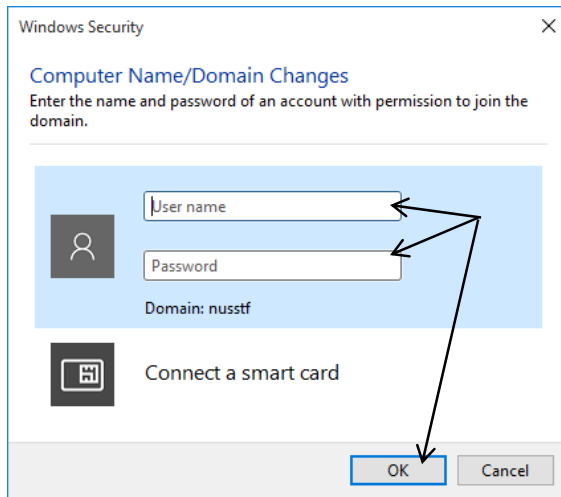 Windows Security
Computer Name/Domain Changes
Enter the name and password of an account with permission to join the
domain.
User name
Password
Domain: nusstf
Connect a smart card
OK
Cancel